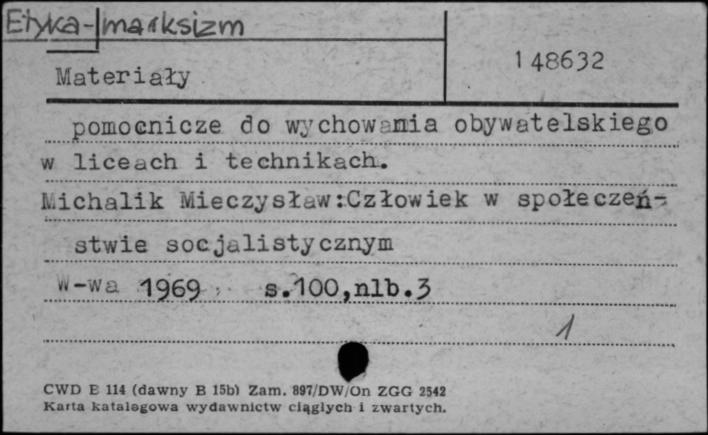 Etyka-marksizm
148632
Materiały
pomocnicze do wychowania obywatelskiego
w liceach i technikach.
Michalik Mieczysław:Człowiek w społeczeń-
stwie socjalistycznym
W-wa 1969 s.100,nlb.3
1
CWD E 114 (dawny B 15b) Zam. 897/DW/On ZGG 2542
Karta katalogowa wydawnictw ciągłych i zwartych.